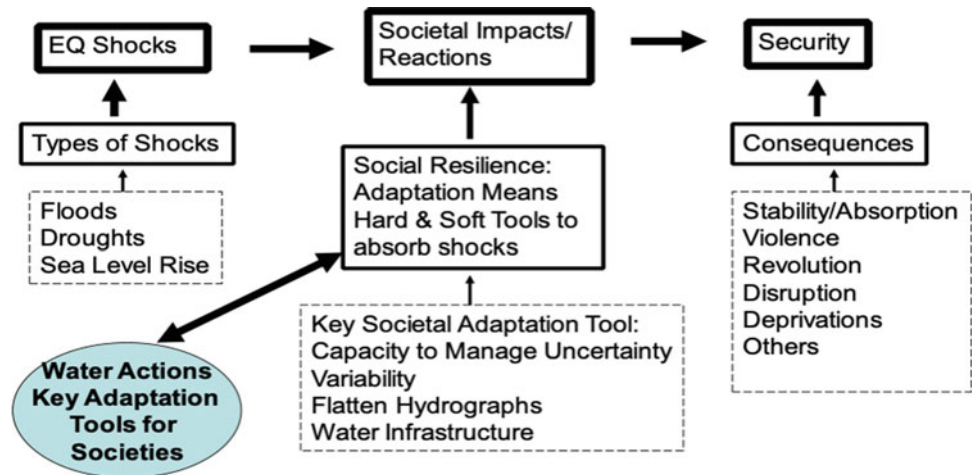 EQ Shocks
Societal Impacts/
Reactions
Security
Types of Shocks
Floods
Droughts
Sea Level Rise
Social Resilience:
Adaptation Means
Hard & Soft Tools to
absorb shocks
Consequences
Stability/Absorption
Violence
Revolution
Disruption
Deprivations
Others
Key Societal Adaptation Tool:
Capacity to Manage Uncertainty
Variability
Flatten Hydrographs
Water Infrastructure
Water Actions
Key Adaptation
Tools for
Societies